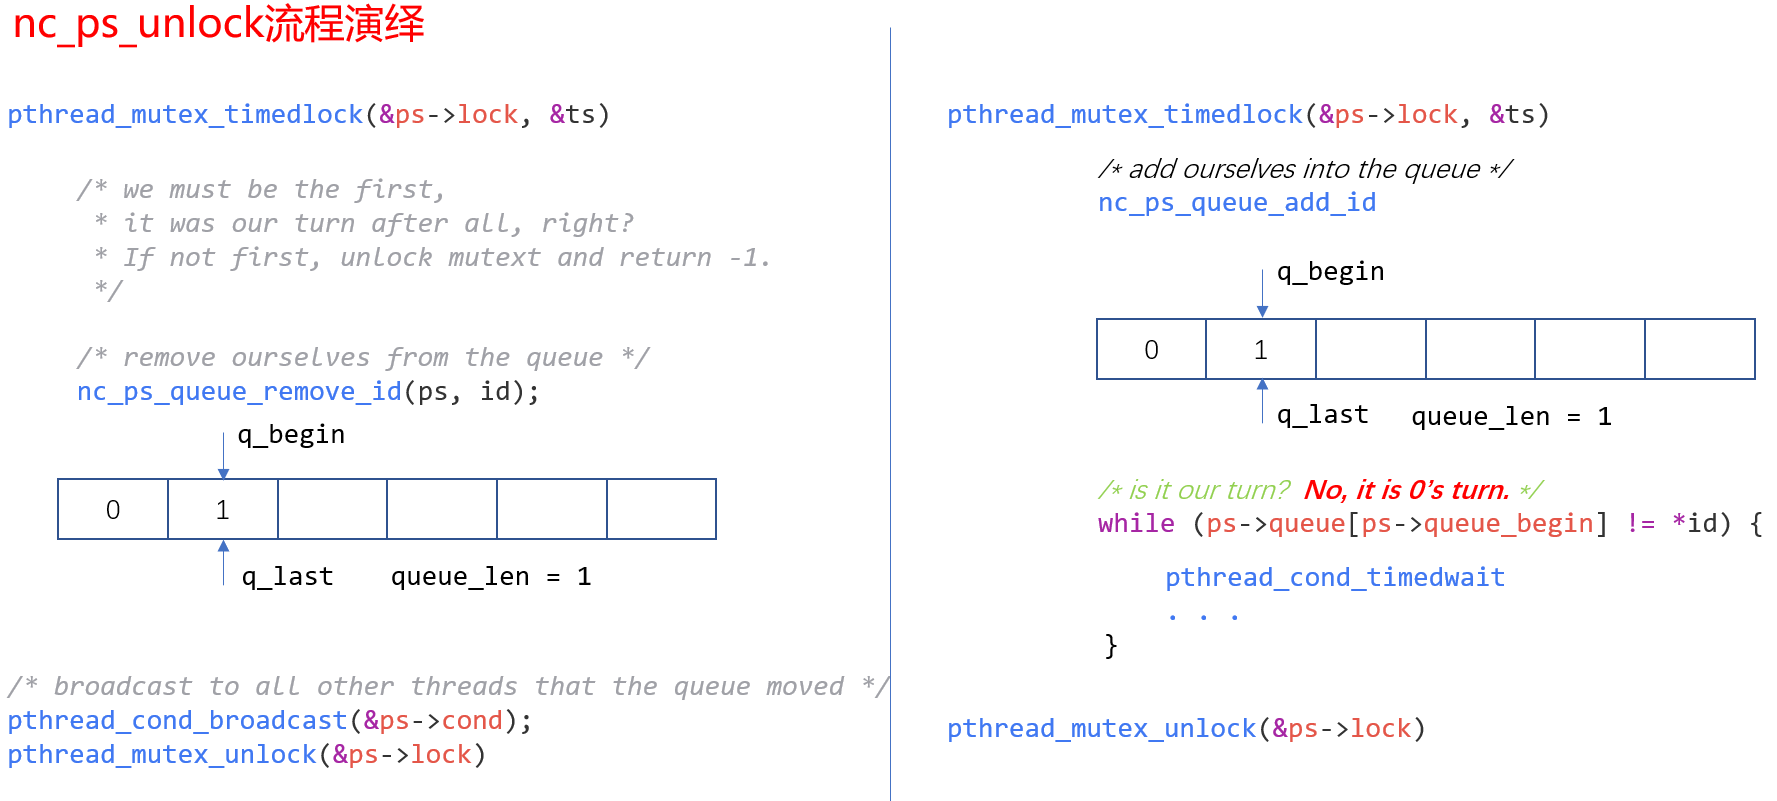 nc_ps_unlock流程演绎
pthread_mutex_timedlock(&ps->lock, &ts)
/* we must be the first,
* it was our turn after all, right?
* If not first, unlock mutext and return -1.
*/
/* remove ourselves from the queue */
nc_ps_queue_remove_id(ps, id);
q_begin
0 1
q_last queue_len = 1
/* broadcast to all other threads that the queue moved */
pthread_cond_broadcast(&ps->cond);
pthread_mutex_unlock(&ps->lock)
pthread_mutex_timedlock(&ps->lock, &ts)
/* add ourselves into the queue */
nc_ps_queue_add_id
q_begin
0 1
q_last queue_len = 1
/* is it our turn? No, it is 0’s turn. */
while (ps->queue[ps->queue_begin] != *id) {
pthread_cond_timedwait
. . .
}
pthread_mutex_unlock(&ps->lock)